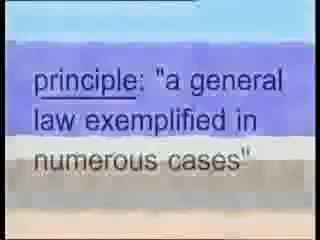 principle: "a general
law exemplified in
numerous cases"